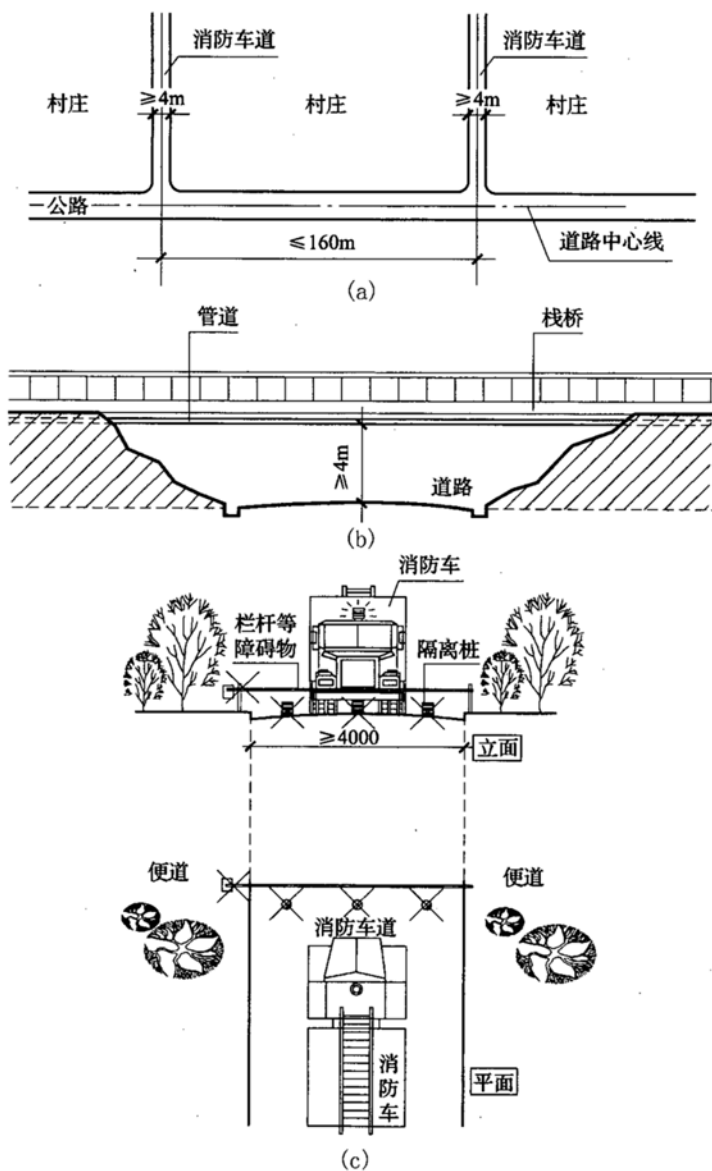 消防车道
消防车道
村庄
≥4m
村庄
≥4m
村庄
公路
≤160m
道路中心线
(a)
管道
栈桥
≥4m
道路
(b)
消防车
栏杆等
障碍物
隔离桩
≥4000
立面
便道
便道
消防车道
消防车
平面
(c)